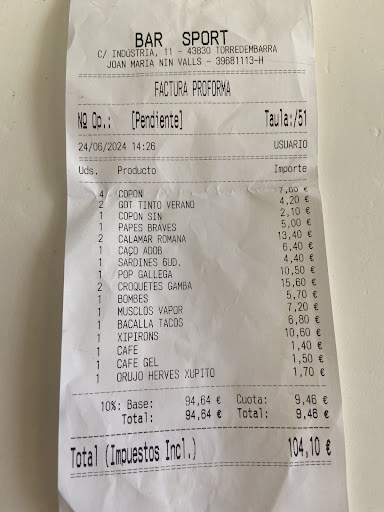 BAR SPORT
C/ INDÚSTRIA, 11 - 43830 TORREDEMBARRA
JOAN MARIA NIN VALLS - 39681113-H
FACTURA PROFORMA
Nº Op.: [Pendiente] Taula:/51
24/06/2024 14:26 USUARIO
Uds. Producto Importe
4 COPON 7,60 €
2 GOT TINTO VERANO 4,20 €
1 COPON SIN 2,10 €
1 PAPES BRAVES 5,00 €
2 CALAMAR ROMANA 13,40 €
1 CAÇO ADOB 6,40 €
1 SARDINES 6UD. 4,40 €
1 POP GALLEGA 10,50 €
2 CROQUETES GAMBA 15,60 €
1 BOMBES 5,70 €
1 MUSCLOS VAPOR 7,20 €
1 BACALLA TACOS 6,80 €
1 XIPIRONS 10,60 €
1 CAFE 1,40 €
1 CAFE GEL 1,50 €
1 ORUJO HERVES XUPITO 1,70 €
10%: Base: 94,64 € Cuota: 9,46 €
Total: 94,64 € Total: 9,46 €
Total (Impuestos Incl.) 104,10 €